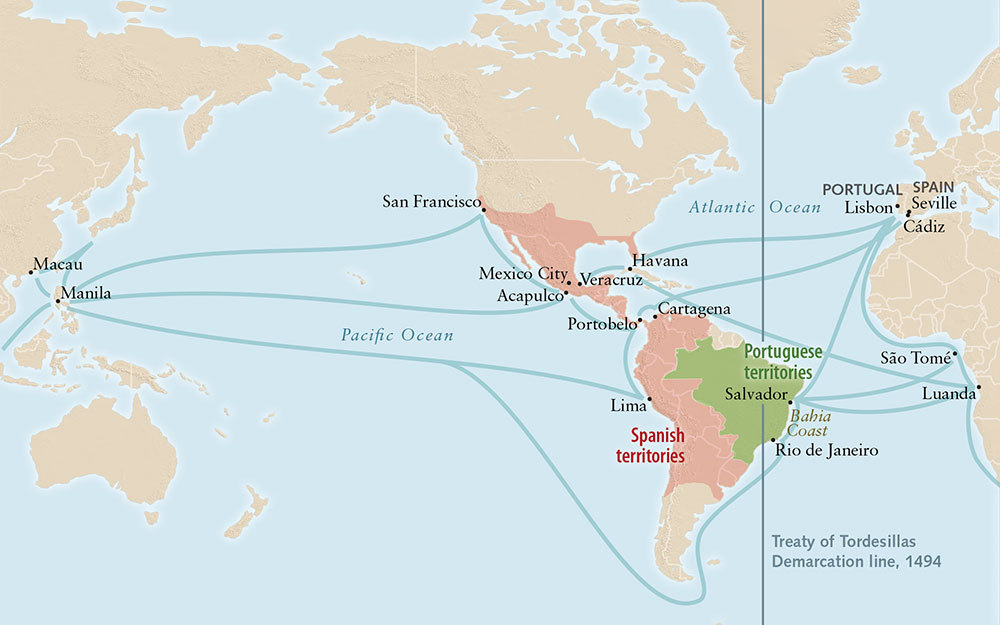 PORTUGAL
SPAIN
San Francisco
Atlantic Ocean
Lisbon
Seville
Cádiz
Macau
Havana
Mexico City
Veracruz
Manila
Acapulco
Cartagena
Portobelo
Pacific Ocean
Portuguese
territories
São Tomé
Salvador
Luanda
Lima
Bahia
Coast
Spanish
territories
Rio de Janeiro
Treaty of Tordesillas
Demarcation line, 1494